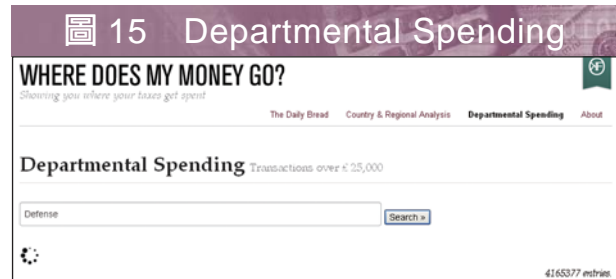 圖 15 Departmental Spending
WHERE DOES MY MONEY GO?
Showing you where your taxes get spent
The Daily Bread Country & Regional Analysis Departmental Spending About
Departmental Spending Transactions over £ 25,000
Defense Search »
4165377 entries